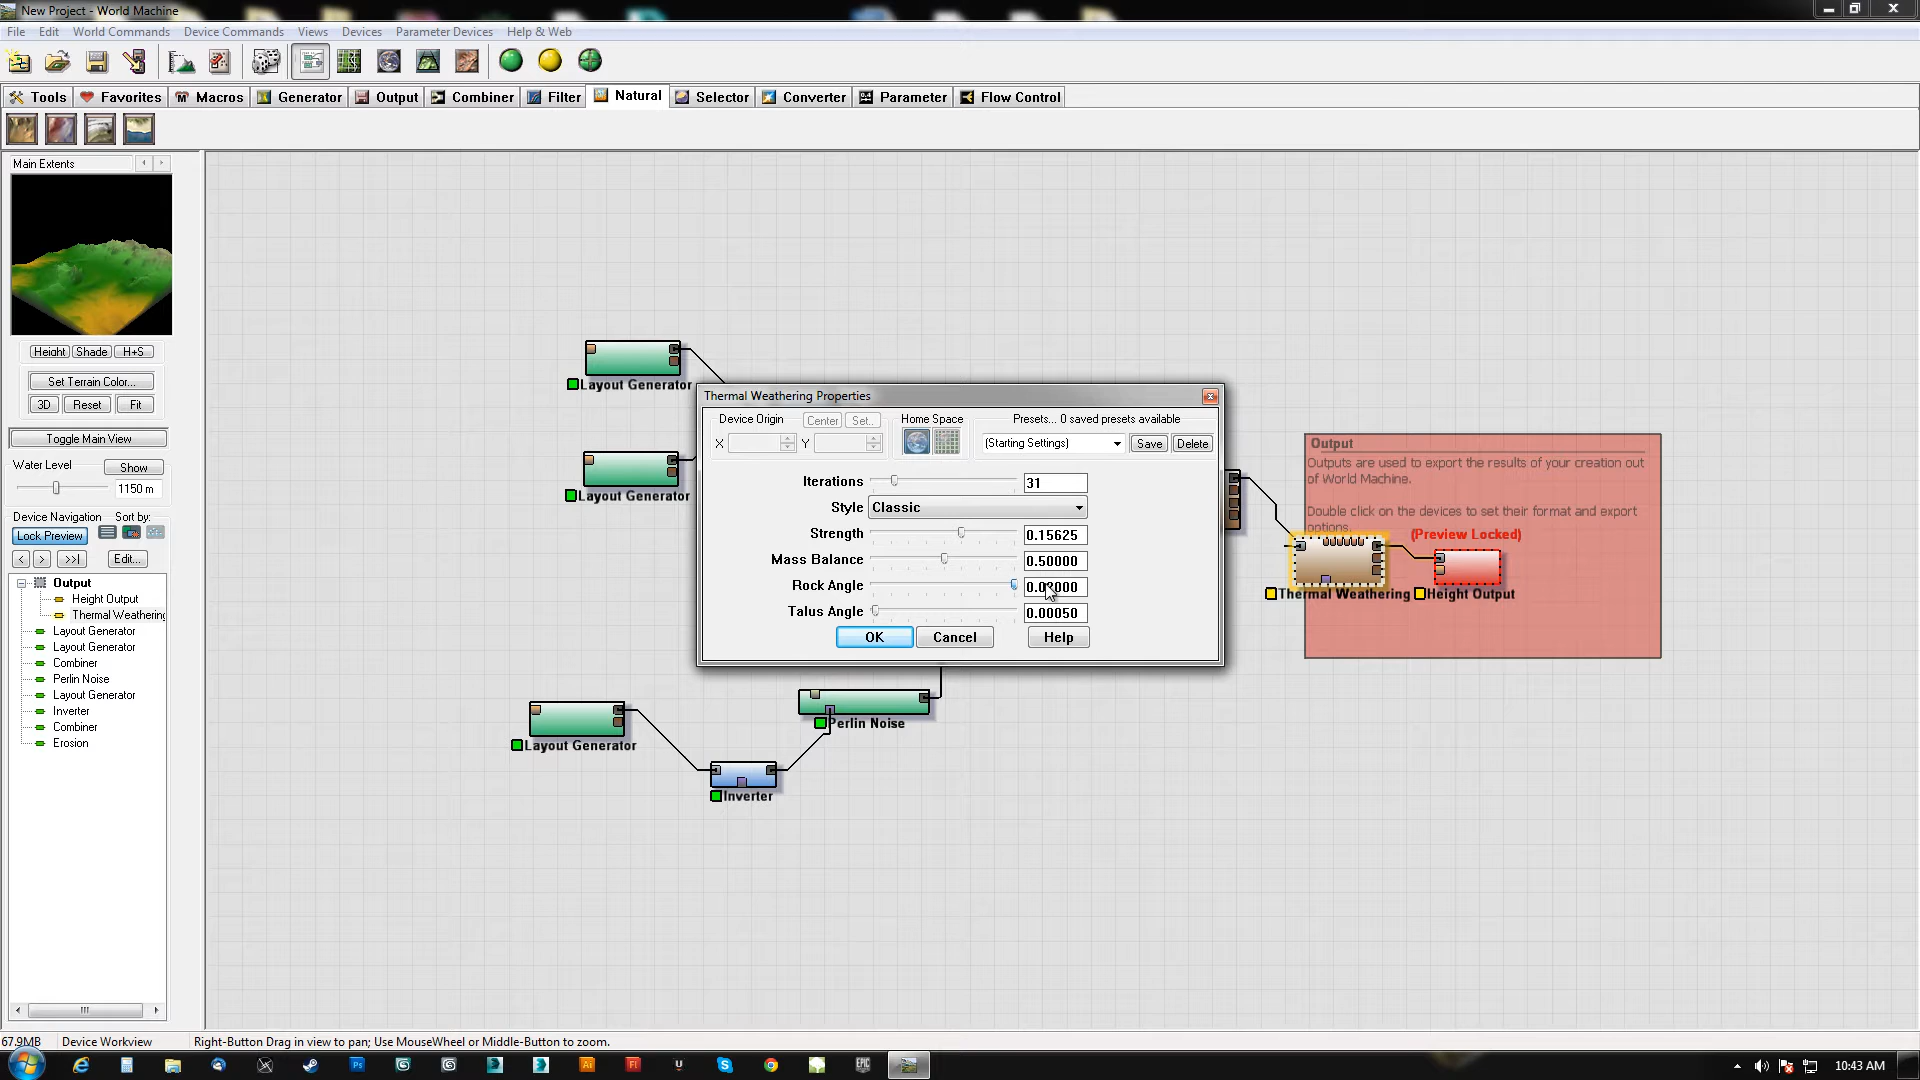 New Project - World Machine
File Edit World Commands Device Commands Views Devices Parameter Devices Help & Web
Tools Favorites Macros Generator Output Combiner Filter Natural Selector Converter Parameter Flow Control
Main Extents
Height Shade H+S
Set Terrain Color...
3D Reset Fit
Toggle Main View
Water Level Show
1150 m
Device Navigation Sort by:
Lock Preview
< > >>| Edit...
Output
Height Output
Thermal Weathering
Layout Generator
Layout Generator
Combiner
Perlin Noise
Layout Generator
Inverter
Combiner
Erosion
Layout Generator
Layout Generator
Layout Generator
Inverter
Perlin Noise
Thermal Weathering Properties
Device Origin Center Set.. Home Space Presets... 0 saved presets available
X Y (Starting Settings) Save Delete
Iterations 31
Style Classic
Strength 0.15625
Mass Balance 0.50000
Rock Angle
Talus Angle 0.00050
OK Cancel Help
Output
Outputs are used to export the results of your creation out
of World Machine.
Double click on the devices to set their format and export
options.
(Preview Locked)
Thermal Weathering Height Output
67.9MB Device Workview Right-Button Drag in view to pan; Use MouseWheel or Middle-Button to zoom.
Ps Ai Fl EPIC
10:43 AM